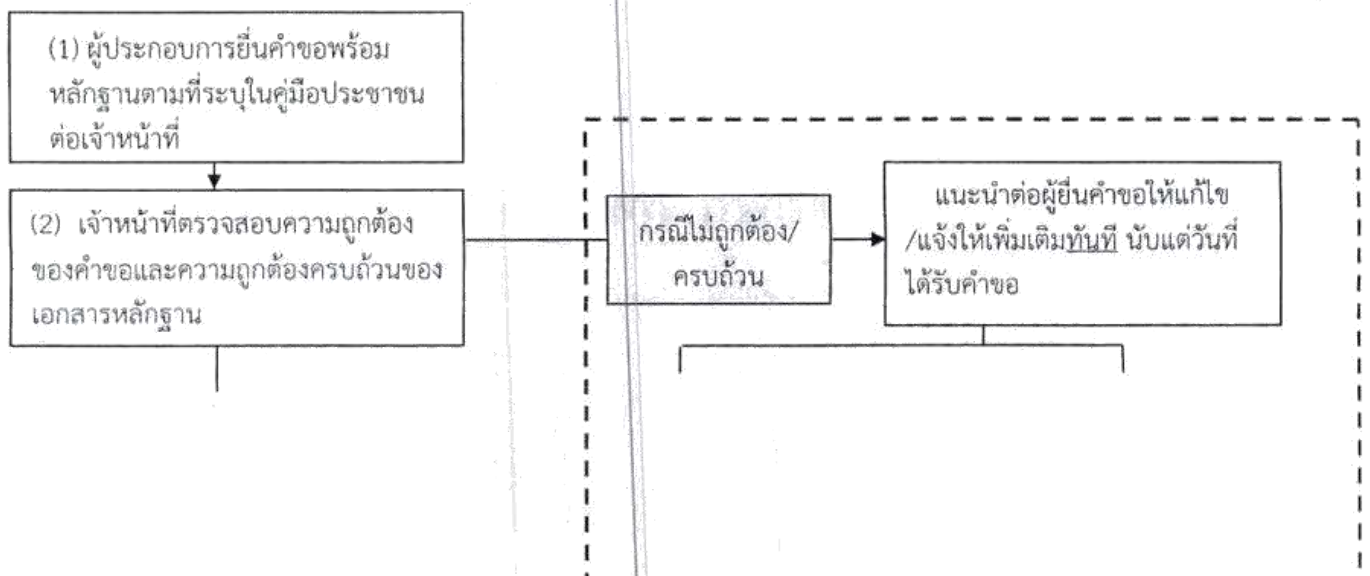 (1) ผู้ประกอบการยื่นคำขอพร้อม
หลักฐานตามที่ระบุในคู่มือประชาชน
ต่อเจ้าหน้าที่
(2) เจ้าหน้าที่ตรวจสอบความถูกต้อง
ของคำขอและความถูกต้องครบถ้วนของ
เอกสารหลักฐาน
กรณีไม่ถูกต้อง/
ครบถ้วน
แนะนำต่อผู้ยื่นคำขอให้แก้ไข
/แจ้งให้เพิ่มเติมทันที นับแต่วันที่
ได้รับคำขอ